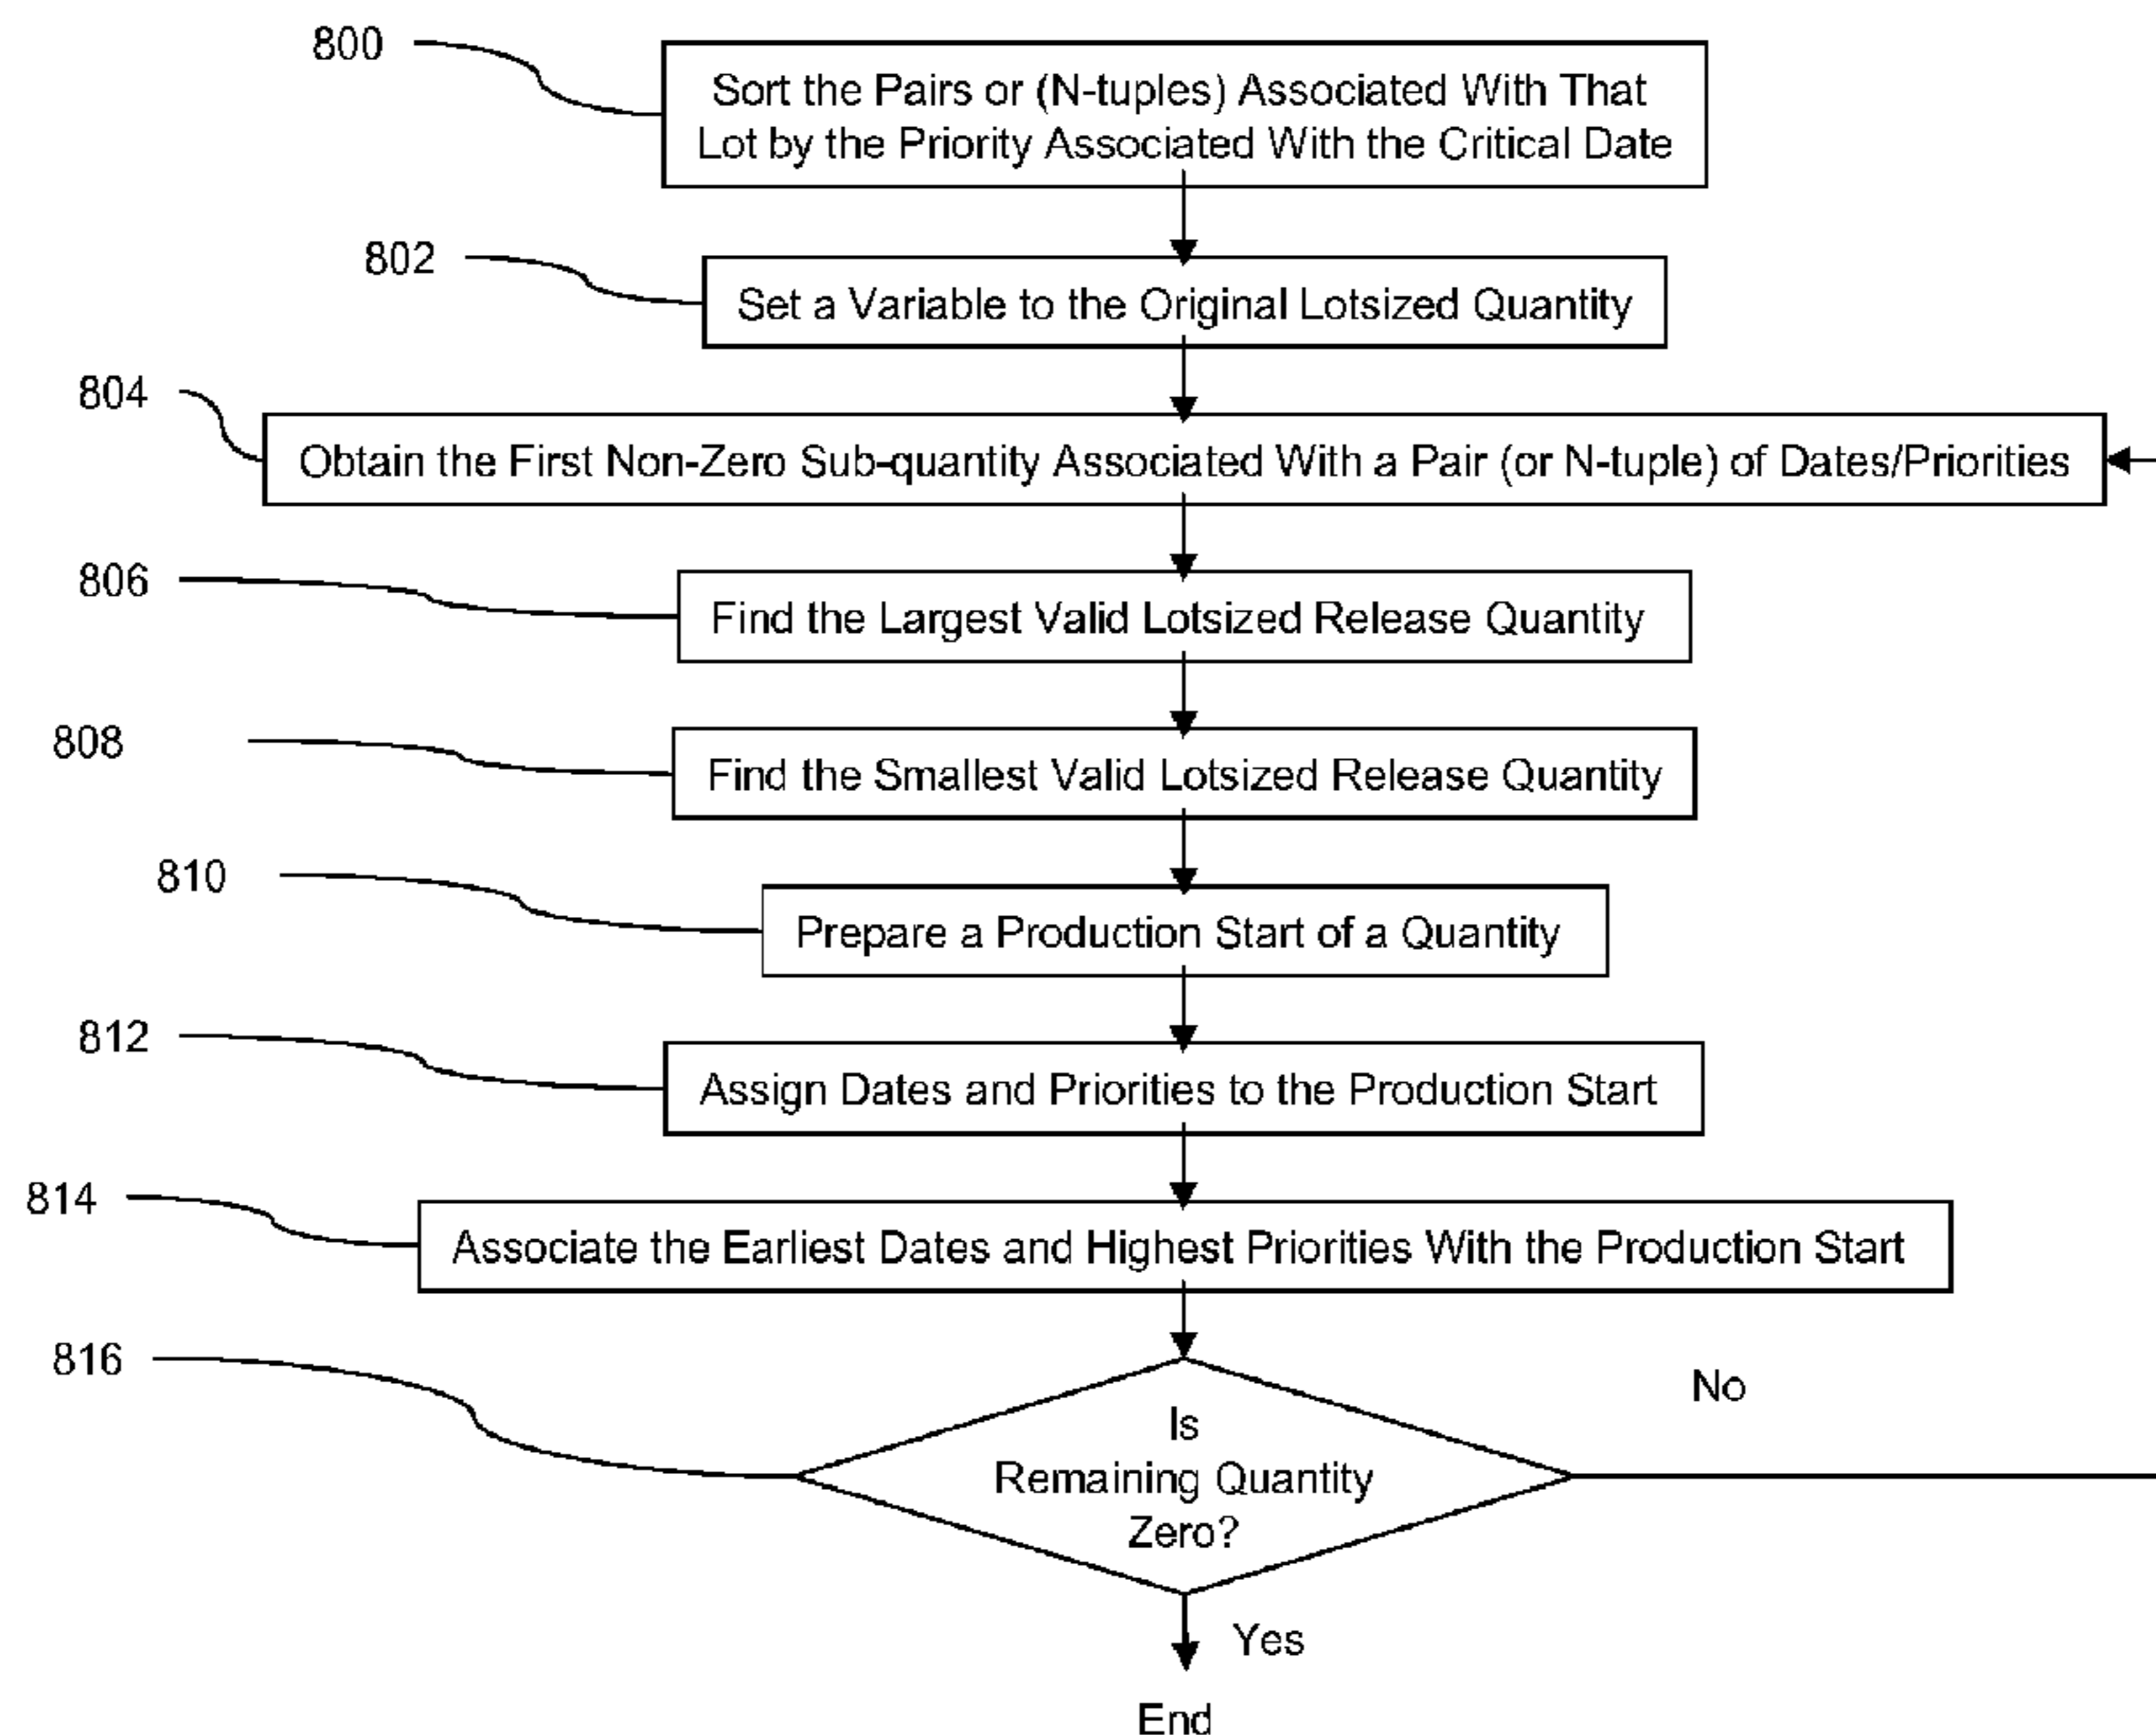 800
Sort the Pairs or (N-tuples) Associated With That
Lot by the Priority Associated With the Critical Date
802
Set a Variable to the Original Lotsized Quantity
804
Obtain the First Non-Zero Sub-quantity Associated With a Pair (or N-tuple) of Dates/Priorities
806
Find the Largest Valid Lotsized Release Quantity
808
Find the Smallest Valid Lotsized Release Quantity
810
Prepare a Production Start of a Quantity
812
Assign Dates and Priorities to the Production Start
814
Associate the Earliest Dates and Highest Priorities With the Production Start
816
Is
Remaining Quantity
Zero?
No
Yes
End